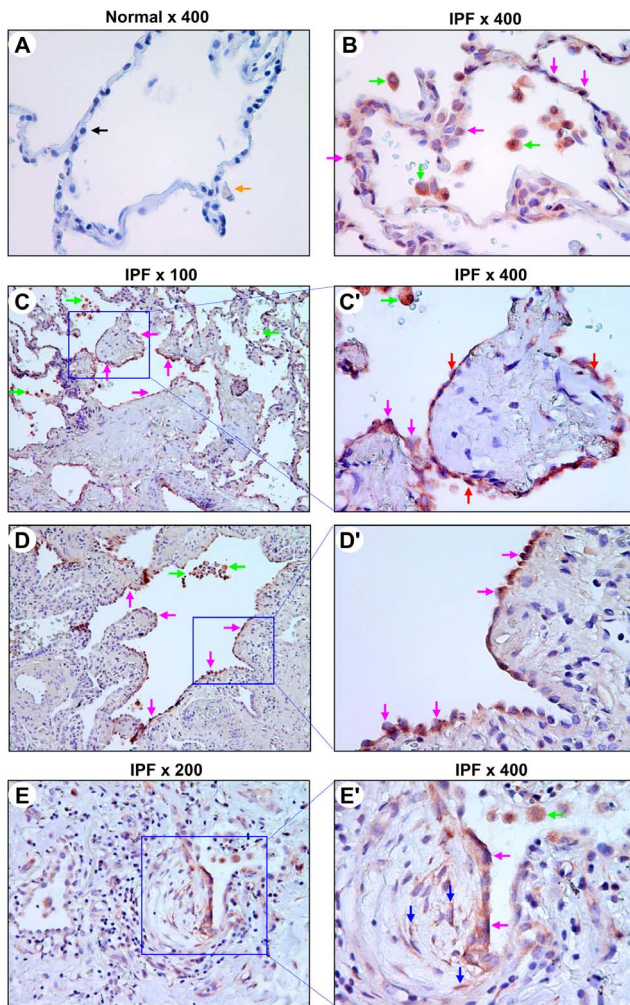 Normal x 400
IPF x 400
A
B
IPF x 100
IPF x 400
C
C'
D
D'
IPF x 200
IPF x 400
E
E'